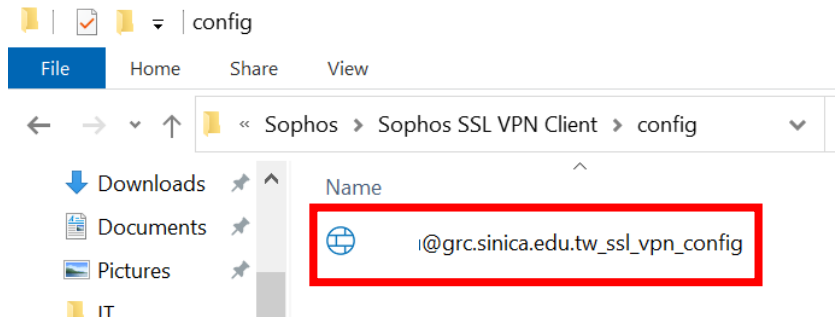 config
File Home Share View
« Sophos > Sophos SSL VPN Client > config
Downloads
Name
Documents
@grc.sinica.edu.tw_ssl_vpn_config
Pictures
IT